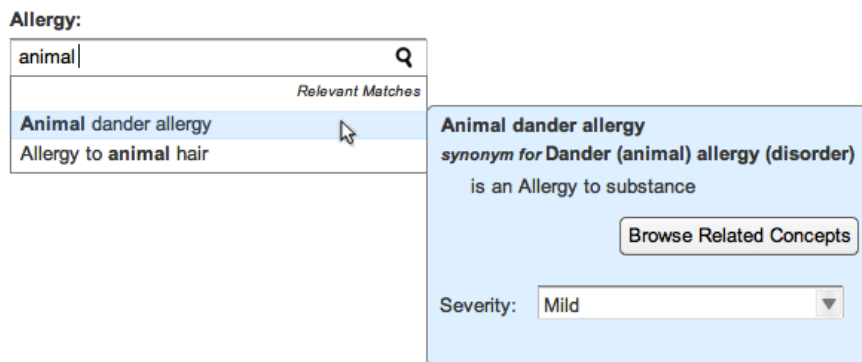 Allergy:
animal
Relevant Matches
Animal dander allergy
Allergy to animal hair
Animal dander allergy
synonym for Dander (animal) allergy (disorder)
is an Allergy to substance
Browse Related Concepts
Severity: Mild